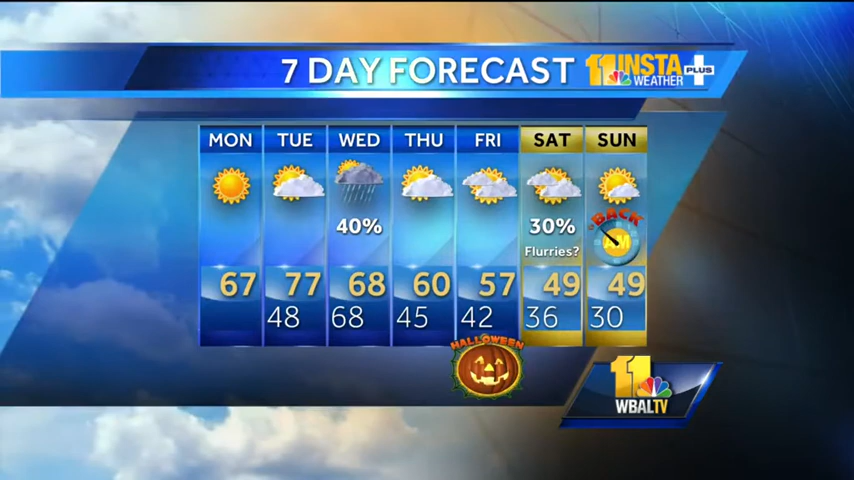 7 DAY FORECAST 11 INSTA WEATHER PLUS
MON TUE WED THU FRI SAT SUN
40% 30% BACK
Flurries? AM
67 77 68 60 57 49 49
48 68 45 42 36 30
HALLOWEEN
11
WBALTV